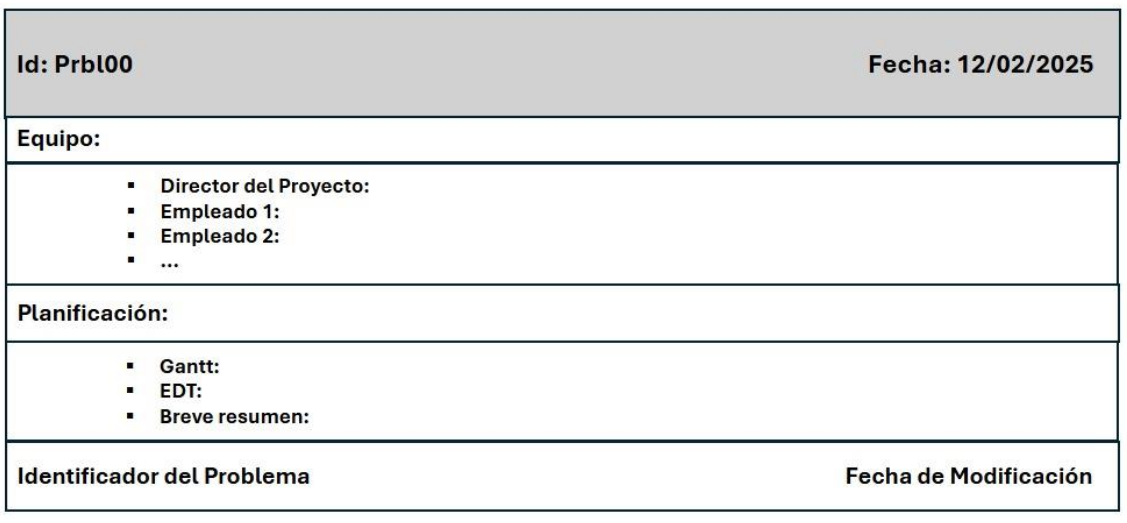 Id: Prbl00 Fecha: 12/02/2025
Equipo:
▪ Director del Proyecto:
▪ Empleado 1:
▪ Empleado 2:
▪ ...
Planificación:
▪ Gantt:
▪ EDT:
▪ Breve resumen:
Identificador del Problema Fecha de Modificación